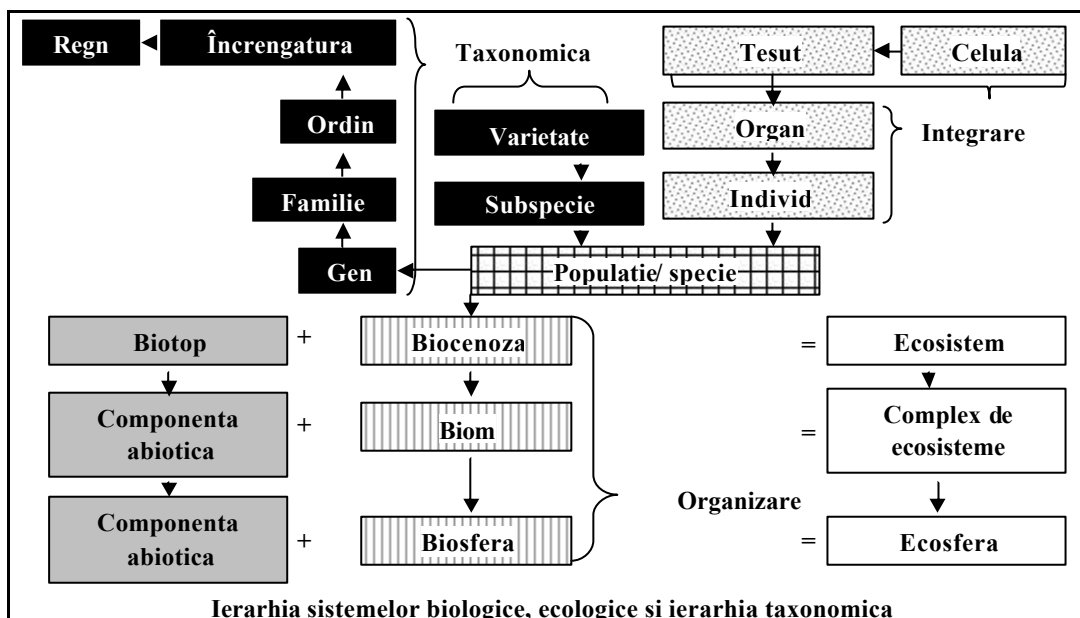 Regn
Încrengatura
Taxonomica
Tesut
Celula
Ordin
Varietate
Organ
Integrare
Familie
Subspecie
Individ
Gen
Populatie/ specie
Biotop
+
Biocenoza
=
Ecosistem
Componenta
abiotica
+
Biom
=
Complex de
ecosisteme
Organizare
Componenta
abiotica
+
Biosfera
=
Ecosfera
Ierarhia sistemelor biologice, ecologice si ierarhia taxonomica